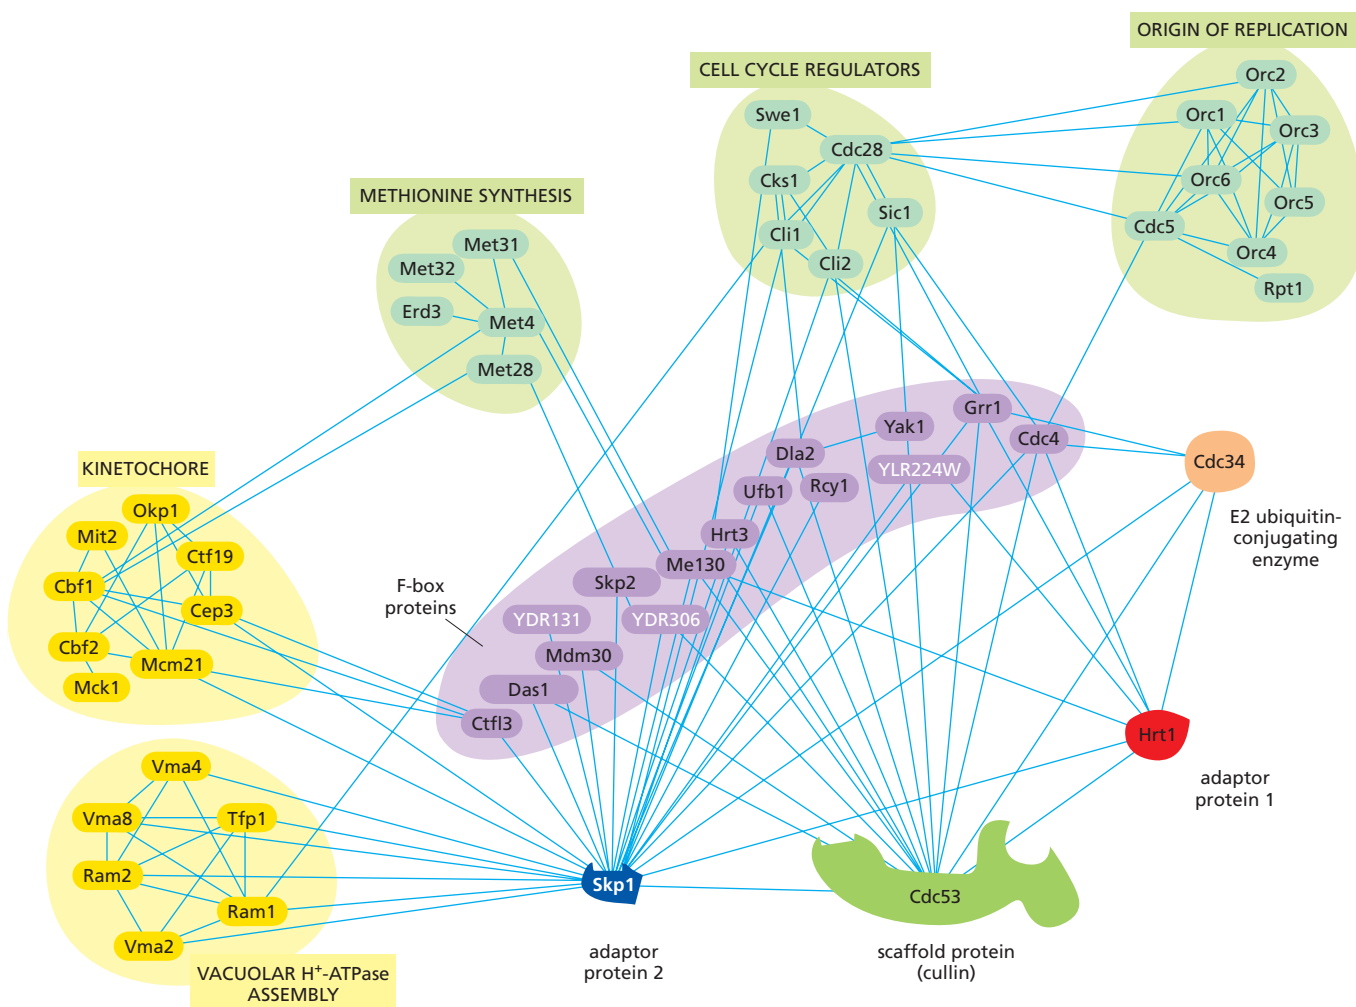 ORIGIN OF REPLICATION
CELL CYCLE REGULATORS
Orc2
Swe1
Orc1
Orc3
Cdc28
METHIONINE SYNTHESIS
Cks1
Orc6
Sic1
Orc5
Met31
Cli1
Cdc5
Met32
Cli2
Orc4
Erd3
Met4
Rpt1
Met28
Grr1
Yak1
Cdc4
KINETOCHORE
Dla2
Cdc34
YLR224W
Okp1
Ufb1
Rcy1
E2 ubiquitin-
conjugating
enzyme
Mit2
Hrt3
Ctf19
Me130
F-box
proteins
Skp2
Cbf1
Cep3
YDR131
YDR306
Cbf2
Mdm30
Mcm21
Mck1
Das1
Ctfl3
Hrt1
adaptor
protein 1
Vma4
Vma8
Tfp1
Ram2
Skp1
Cdc53
Ram1
Vma2
adaptor
protein 2
scaffold protein
(cullin)
VACUOLAR H⁺-ATPase
ASSEMBLY